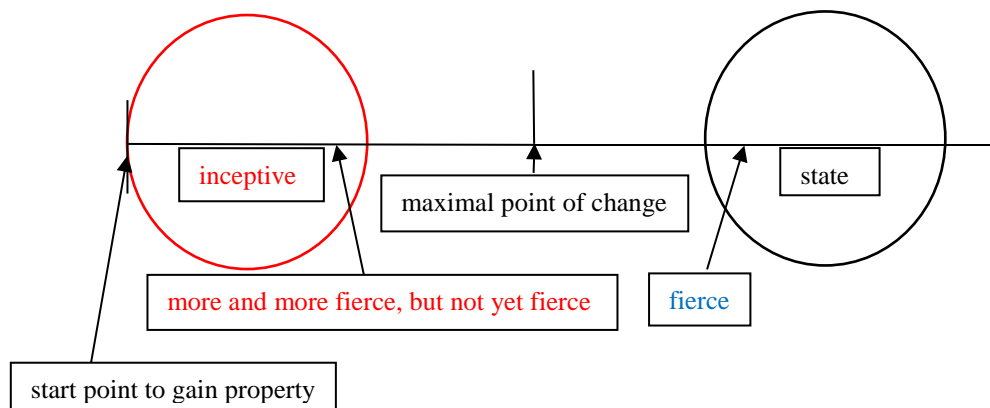 inceptive
state
maximal point of change
more and more fierce, but not yet fierce
fierce
start point to gain property